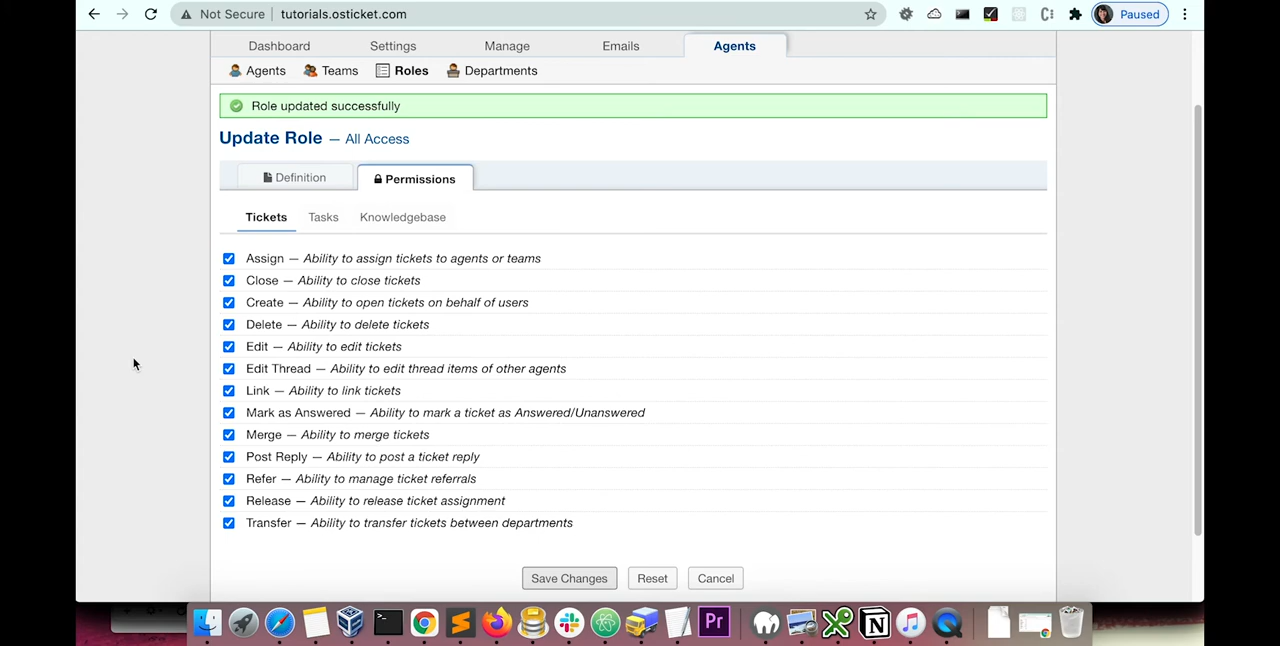 Not Secure | tutorials.osticket.com
Paused
Dashboard Settings Manage Emails Agents
Agents Teams Roles Departments
Role updated successfully
Update Role — All Access
Definition Permissions
Tickets Tasks Knowledgebase
Assign — Ability to assign tickets to agents or teams
Close — Ability to close tickets
Create — Ability to open tickets on behalf of users
Delete — Ability to delete tickets
Edit — Ability to edit tickets
Edit Thread — Ability to edit thread items of other agents
Link — Ability to link tickets
Mark as Answered — Ability to mark a ticket as Answered/Unanswered
Merge — Ability to merge tickets
Post Reply — Ability to post a ticket reply
Refer — Ability to manage ticket referrals
Release — Ability to release ticket assignment
Transfer — Ability to transfer tickets between departments
Save Changes Reset Cancel
Pr